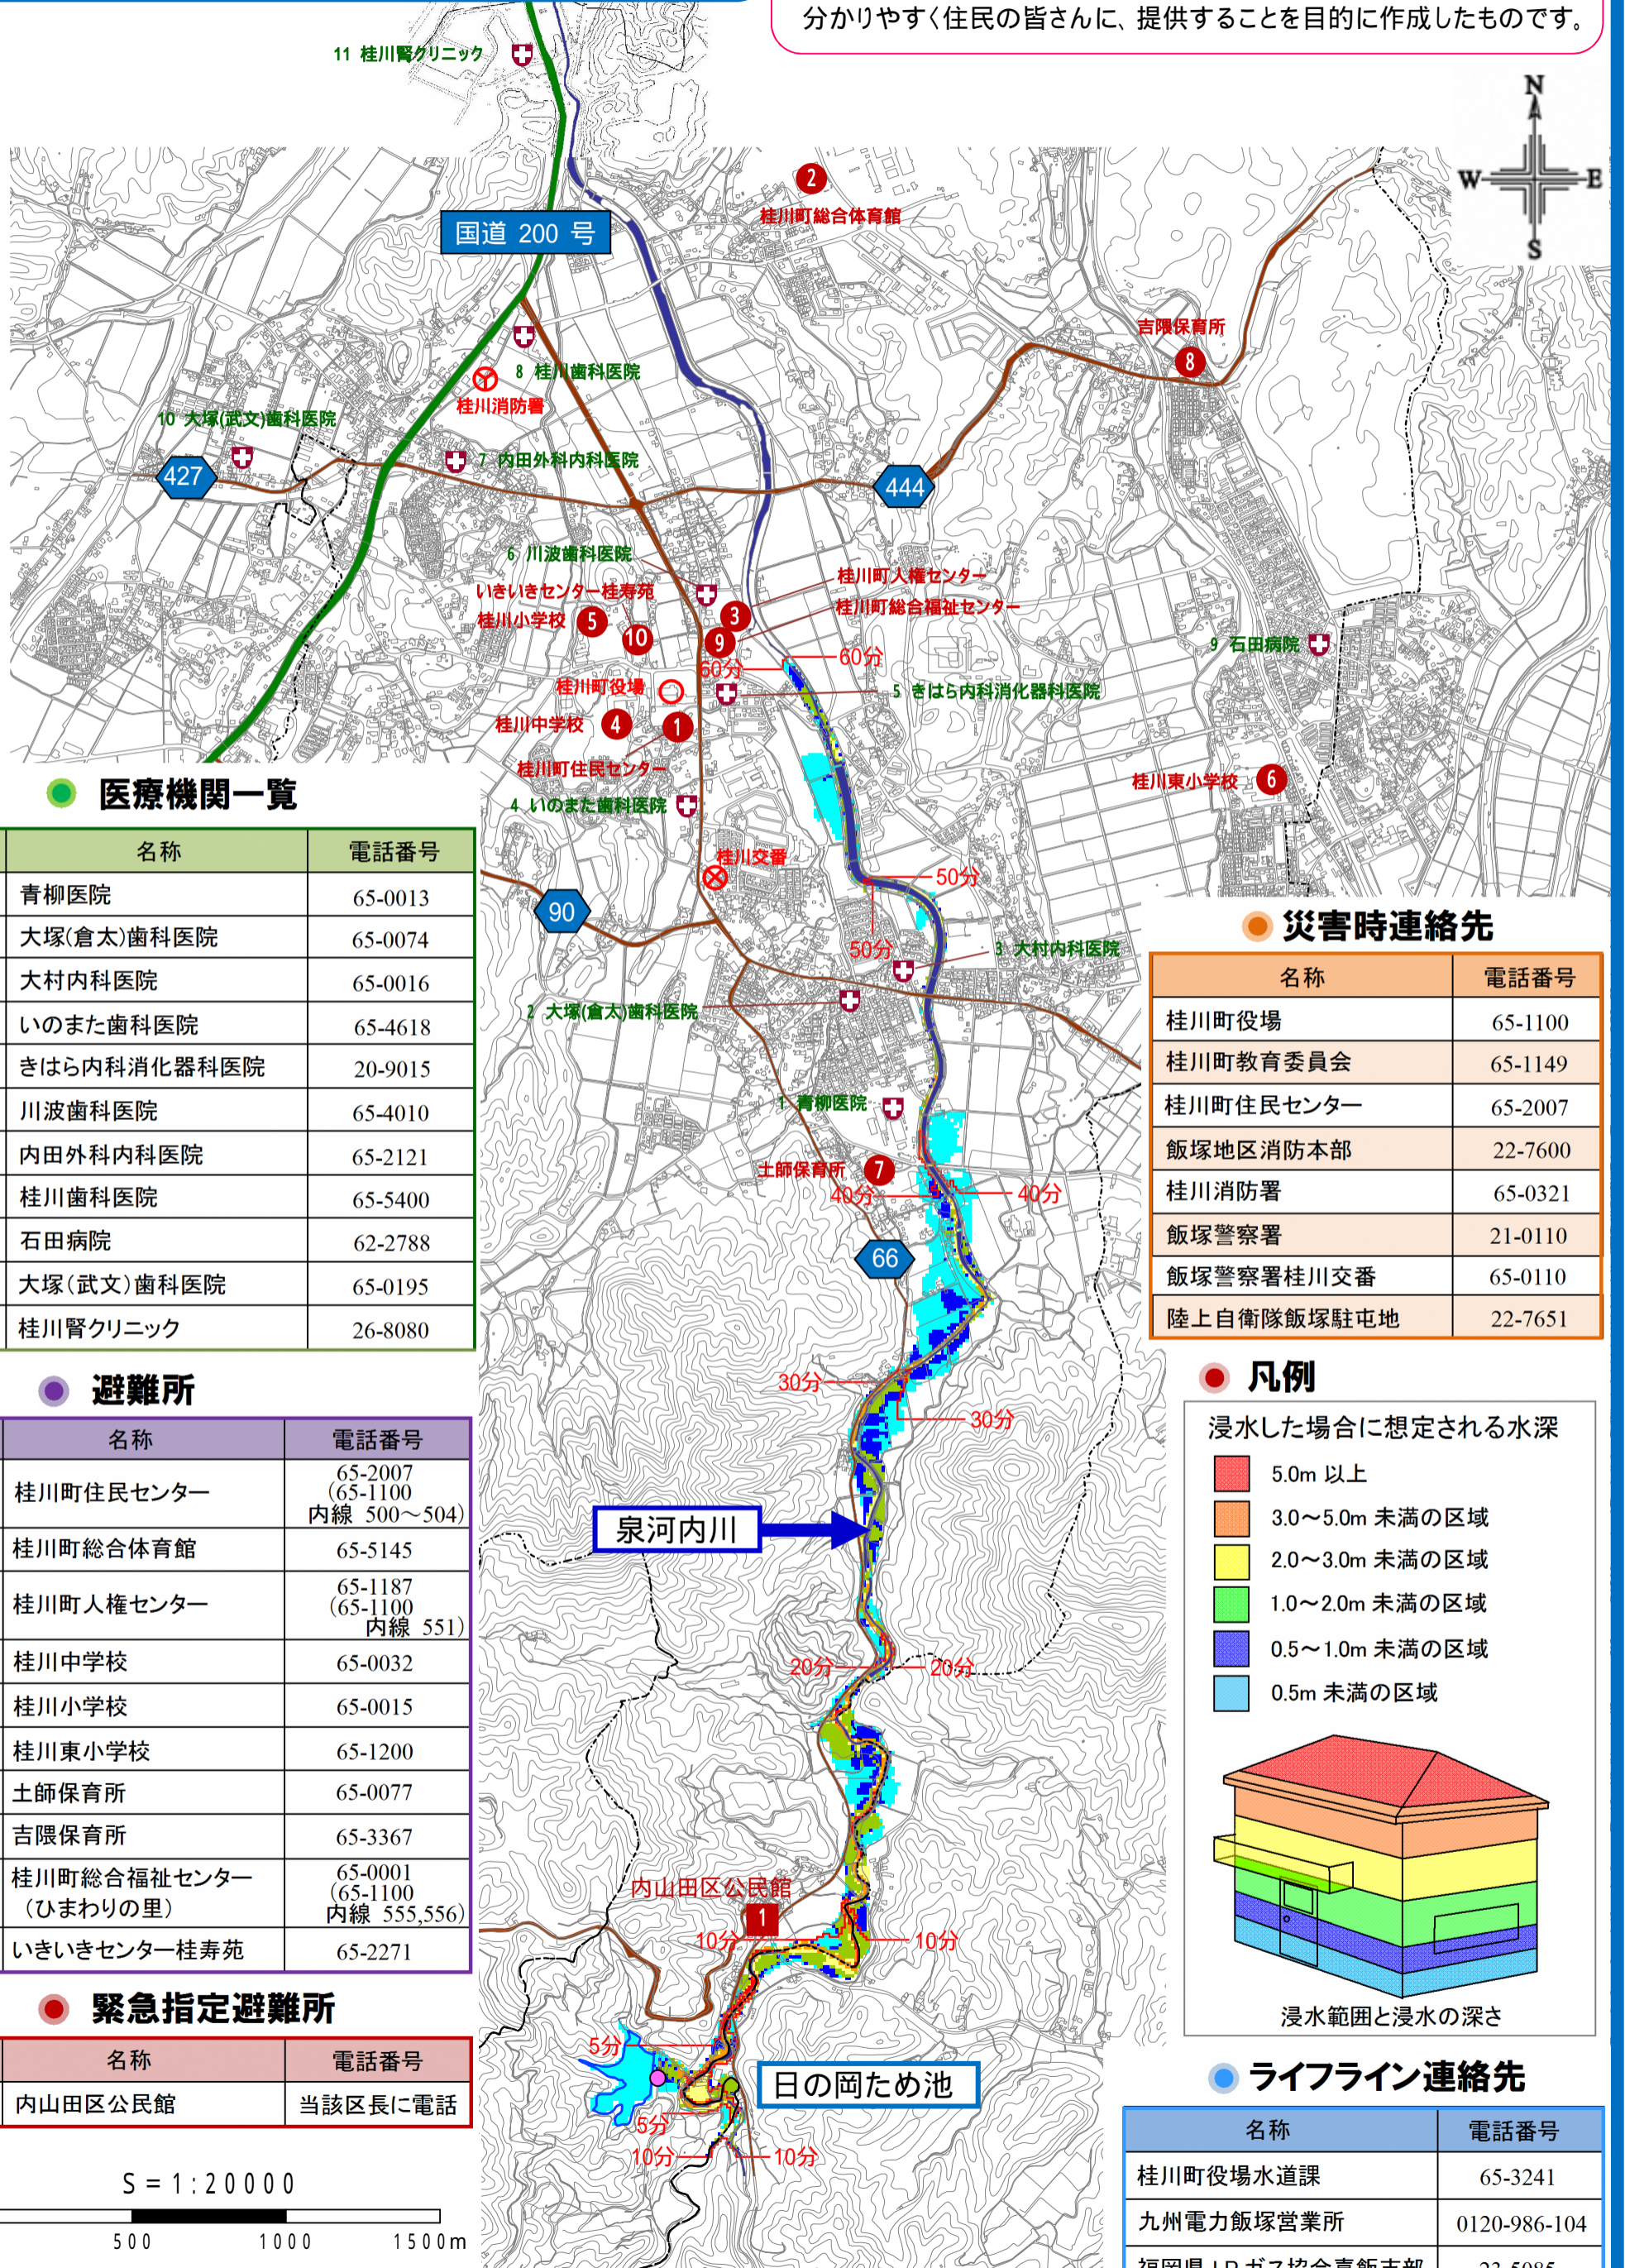 分かりやすく住民の皆さんに、提供することを目的に作成したものです。
11 桂川腎クリニック
N
W
E
S
2
桂川町総合体育館
国道 200 号
吉隈保育所
8
8 桂川歯科医院
桂川消防署
10 大塚(武文)歯科医院
7 内田外科内科医院
427
444
6 川波歯科医院
いきいきセンター桂寿苑
桂川町人権センター
桂川小学校
5
10
3
9
桂川町総合福祉センター
9 石田病院
60分
60分
桂川町役場
5 きはら内科消化器科医院
桂川中学校
4
1
桂川町住民センター
桂川東小学校
6
4 いのまた歯科医院
桂川交番
90
50分
50分
3 大村内科医院
2 大塚(倉太)歯科医院
1 青柳医院
土師保育所
7
40分
40分
66
30分
30分
泉河内川
20分
20分
内山田区公民館
1
10分
10分
5分
日の岡ため池
5分
10分
10分
医療機関一覧
名称 電話番号
青柳医院 65-0013
大塚(倉太)歯科医院 65-0074
大村内科医院 65-0016
いのまた歯科医院 65-4618
きはら内科消化器科医院 20-9015
川波歯科医院 65-4010
内田外科内科医院 65-2121
桂川歯科医院 65-5400
石田病院 62-2788
大塚(武文)歯科医院 65-0195
桂川腎クリニック 26-8080
避難所
名称 電話番号
桂川町住民センター 65-2007
(65-1100
内線 500～504)
桂川町総合体育館 65-5145
桂川町人権センター 65-1187
(65-1100
内線 551)
桂川中学校 65-0032
桂川小学校 65-0015
桂川東小学校 65-1200
土師保育所 65-0077
吉隈保育所 65-3367
桂川町総合福祉センター 65-0001
(65-1100
（ひまわりの里） 内線 555,556)
いきいきセンター桂寿苑 65-2271
緊急指定避難所
名称 電話番号
内山田区公民館 当該区長に電話
S=1:20000
500 1000 1500m
災害時連絡先
名称 電話番号
桂川町役場 65-1100
桂川町教育委員会 65-1149
桂川町住民センター 65-2007
飯塚地区消防本部 22-7600
桂川消防署 65-0321
飯塚警察署 21-0110
飯塚警察署桂川交番 65-0110
陸上自衛隊飯塚駐屯地 22-7651
凡例
浸水した場合に想定される水深
5.0m 以上
3.0～5.0m 未満の区域
2.0～3.0m 未満の区域
1.0～2.0m 未満の区域
0.5～1.0m 未満の区域
0.5m 未満の区域
浸水範囲と浸水の深さ
ライフライン連絡先
名称 電話番号
桂川町役場水道課 65-3241
九州電力飯塚営業所 0120-986-104
福岡県LPガス協会嘉飯支部 23-5085